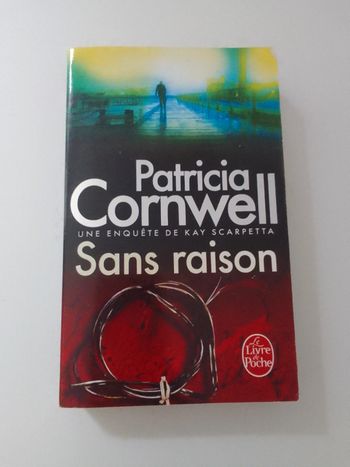 Patricia
Cornwell
UNE ENQUÊTE DE KAY SCARPETTA
Sans raison
Le
Livre
de
Poche